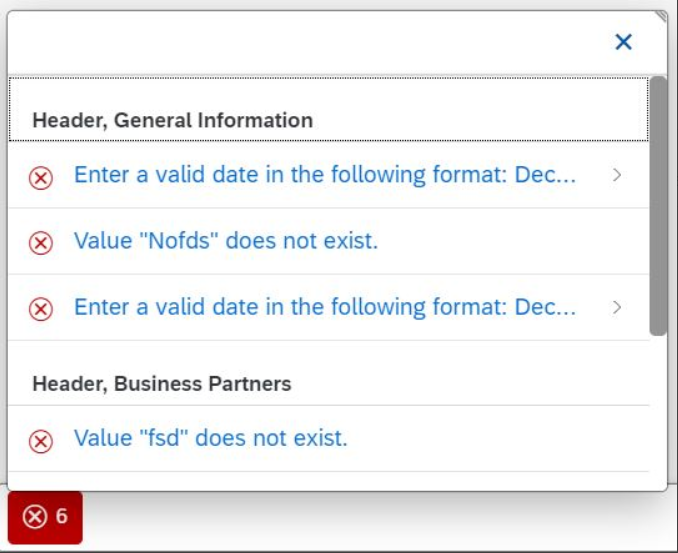 Header, General Information
Enter a valid date in the following format: Dec...
Value "Nofds" does not exist.
Enter a valid date in the following format: Dec...
Header, Business Partners
Value "fsd" does not exist.
6